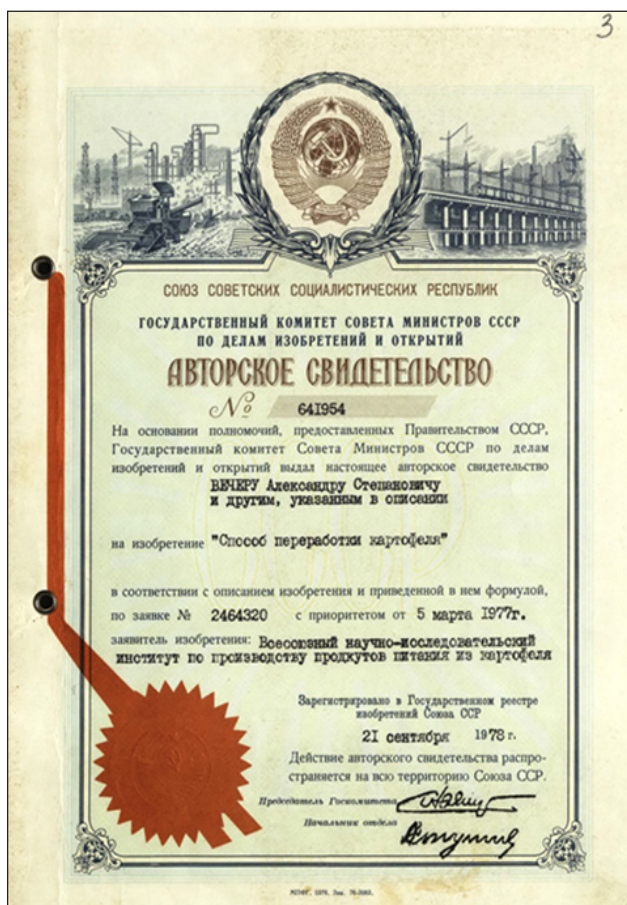 3
СОЮЗ СОВЕТСКИХ СОЦИАЛИСТИЧЕСКИХ РЕСПУБЛИК
ГОСУДАРСТВЕННЫЙ КОМИТЕТ СОВЕТА МИНИСТРОВ СССР
ПО ДЕЛАМ ИЗОБРЕТЕНИЙ И ОТКРЫТИЙ
АВТОРСКОЕ СВИДЕТЕЛЬСТВО
№ 641954
На основании полномочий, предоставленных Правительством СССР,
Государственный комитет Совета Министров СССР по делам
изобретений и открытий выдал настоящее авторское свидетельство
ВЕЧЕРУ Александру Степановичу
и другим, указанным в описании
на изобретение "Способ переработки картофеля"
в соответствии с описанием изобретения и приведенной в нем формулой,
по заявке № 2464320 с приоритетом от 5 марта 1977г.
заявитель изобретения: Всесоюзный научно-исследовательский
институт по производству продкутов питания из картофеля
Зарегистрировано в Государственном реестре
изобретений Союза ССР
21 сентября 1978 г.
Действие авторского свидетельства распро-
страняется на всю территорию Союза ССР.
Председатель Госкомитета
Начальник отдела